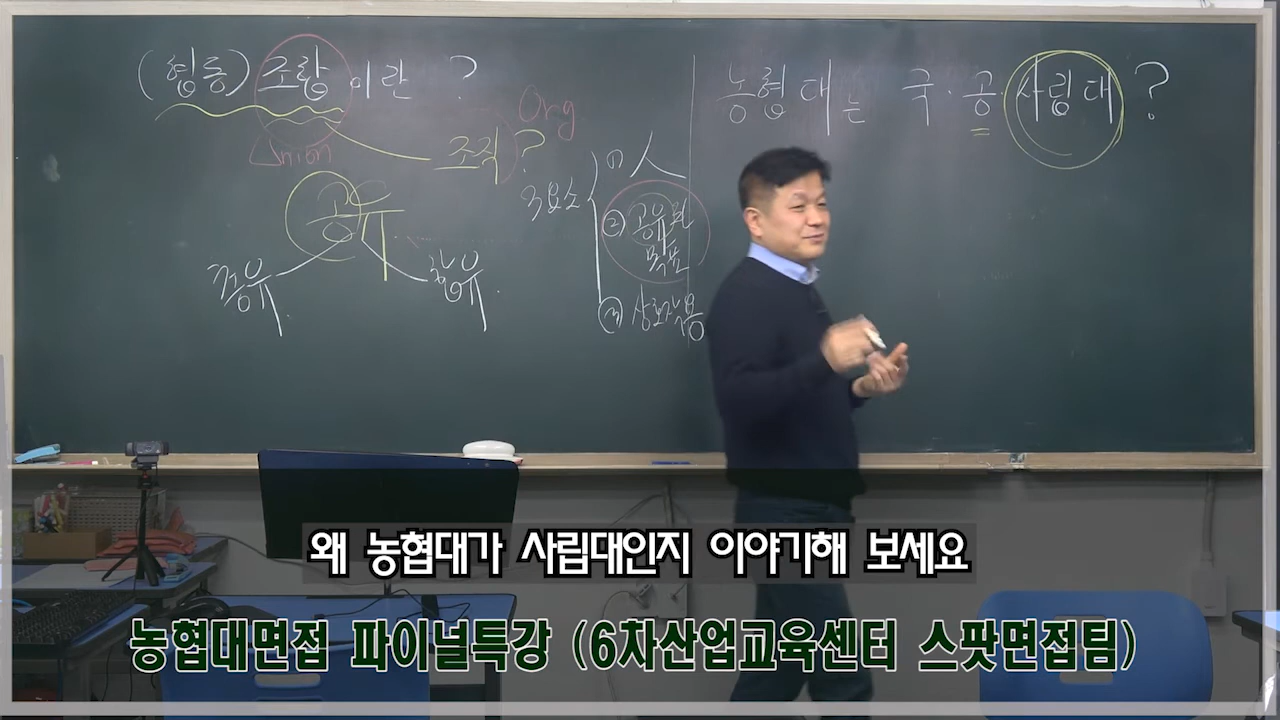 (협동) 조합 이란 ?
Union
조직 ?
Org
공유
총유
합유
3요소
① 人
② 공유된
목표
③ 상호작용
농협대는 국·공·사립대 ?
왜 농협대가 사립대인지 이야기해 보세요
농협대면접 파이널특강 (6차산업교육센터 스팟면접팀)